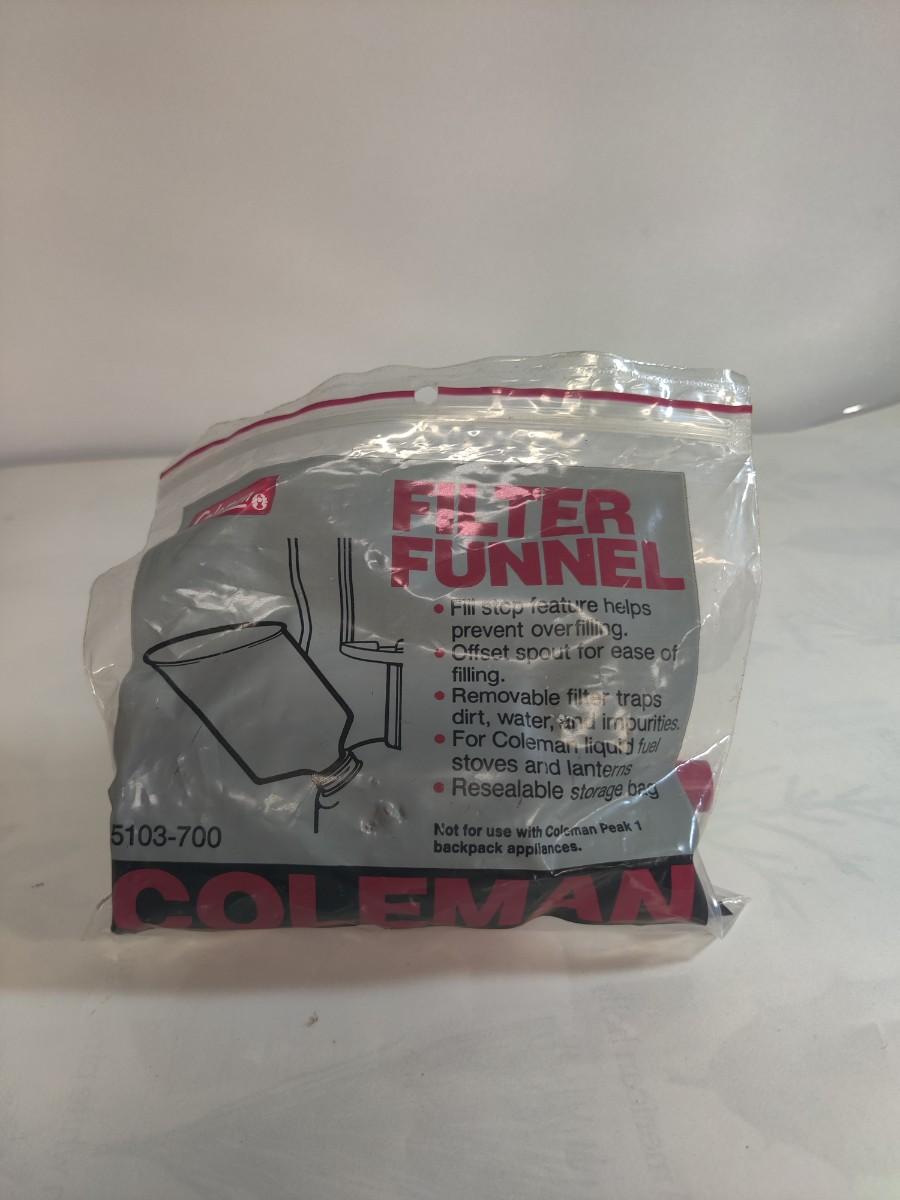 Coleman
FILTER
FUNNEL
• Fill stop feature helps
prevent overfilling.
• Offset spout for ease of
filling.
• Removable filter traps
dirt, water, and impurities.
• For Coleman liquid fuel
stoves and lanterns
• Resealable storage bag
Not for use with Coleman Peak 1
backpack appliances.
5103-700
COLEMAN